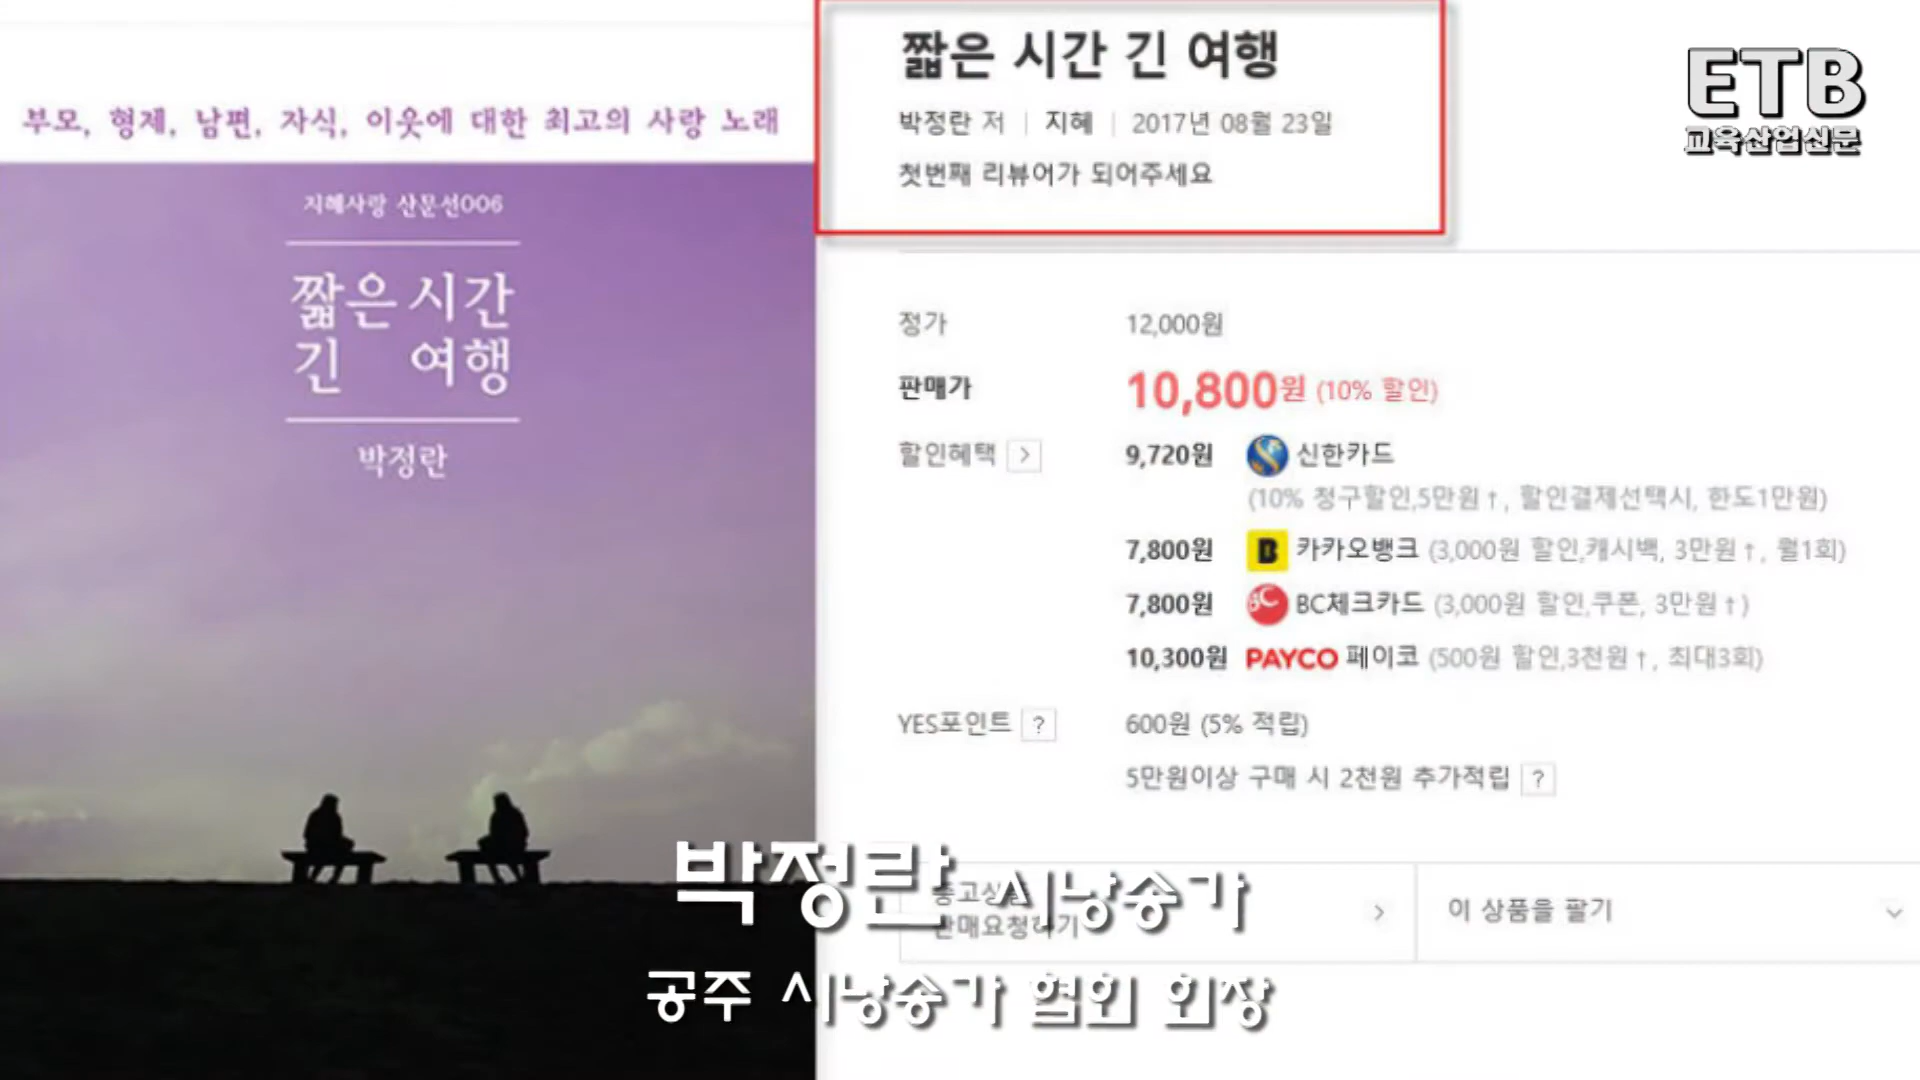 부모, 형제, 남편, 자식, 이웃에 대한 최고의 사랑 노래
지혜사랑 산문선006
짧은 시간
긴 여행
박정란
짧은 시간 긴 여행
박정란 저 | 지혜 | 2017년 08월 23일
첫번째 리뷰어가 되어주세요
ETB
교육산업신문
정가 12,000원
판매가 10,800원 (10% 할인)
할인혜택 > 9,720원 신한카드
(10% 청구할인,5만원↑, 할인결제선택시, 한도1만원)
7,800원 B 카카오뱅크 (3,000원 할인,캐시백, 3만원↑, 월1회)
7,800원 BC BC체크카드 (3,000원 할인,쿠폰, 3만원↑)
10,300원 PAYCO 페이코 (500원 할인,3천원↑, 최대3회)
YES포인트 ? 600원 (5% 적립)
5만원이상 구매 시 2천원 추가적립 ?
중고상품
판매요청하기 >
이 상품을 팔기
박정란 시낭송가
공주 시낭송가 협회 회장